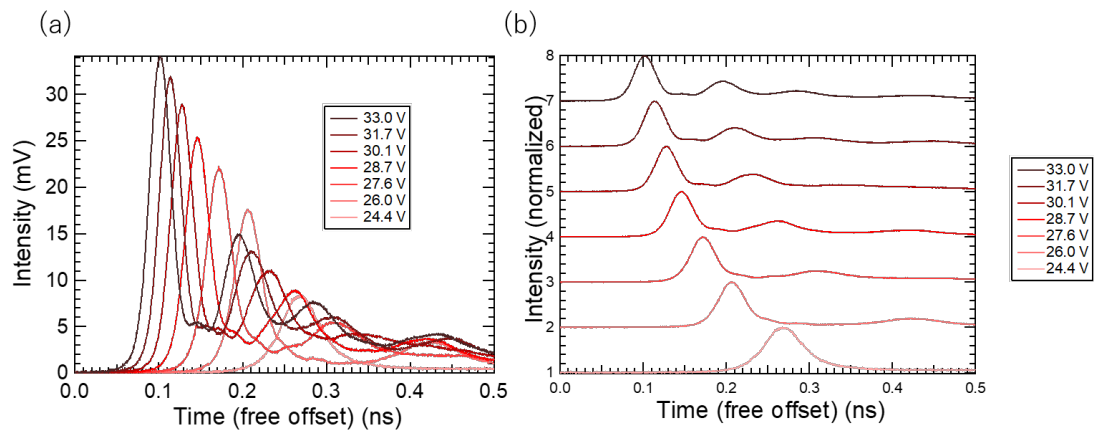 (a)
30
25
20
15
10
5
0
0.0 0.1 0.2 0.3 0.4 0.5
Intensity (mV)
Time (free offset) (ns)
33.0 V
31.7 V
30.1 V
28.7 V
27.6 V
26.0 V
24.4 V
(b)
8
7
6
5
4
3
2
1
0.0 0.1 0.2 0.3 0.4 0.5
Intensity (normalized)
Time (free offset) (ns)
33.0 V
31.7 V
30.1 V
28.7 V
27.6 V
26.0 V
24.4 V